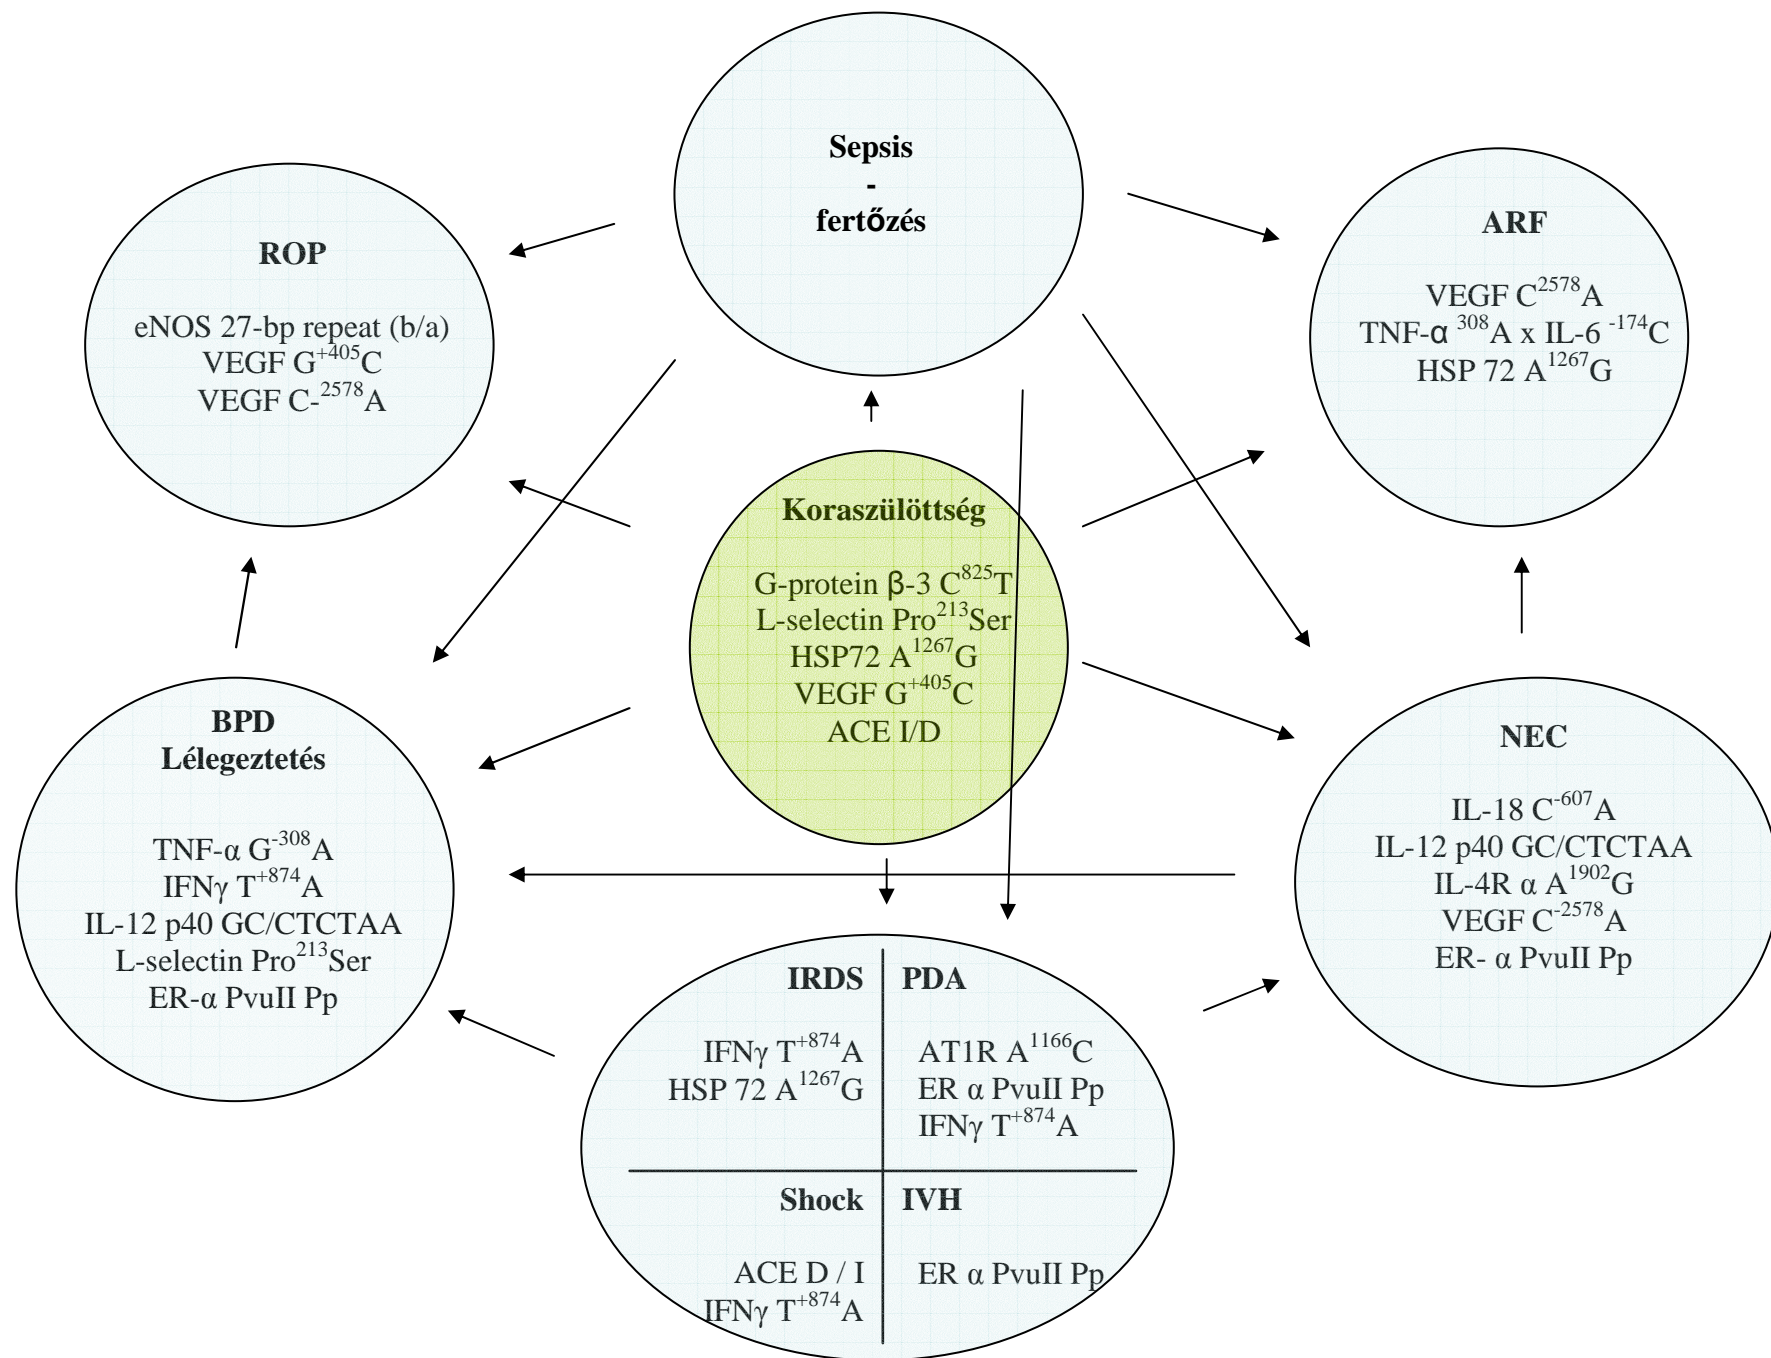 Sepsis
-
fertőzés
ROP
eNOS 27-bp repeat (b/a)
VEGF G⁺⁴⁰⁵C
VEGF C-²⁵⁷⁸A
ARF
VEGF C²⁵⁷⁸A
TNF-α ³⁰⁸A x IL-6 ⁻¹⁷⁴C
HSP 72 A¹²⁶⁷G
Koraszülöttség
G-protein β-3 C⁸²⁵T
L-selectin Pro²¹³Ser
HSP72 A¹²⁶⁷G
VEGF G⁺⁴⁰⁵C
ACE I/D
BPD
Lélegeztetés
TNF-α G⁻³⁰⁸A
IFNγ T⁺⁸⁷⁴A
IL-12 p40 GC/CTCTAA
L-selectin Pro²¹³Ser
ER-α PvuII Pp
NEC
IL-18 C⁻⁶⁰⁷A
IL-12 p40 GC/CTCTAA
IL-4R α A¹⁹⁰²G
VEGF C⁻²⁵⁷⁸A
ER- α PvuII Pp
IRDS
IFNγ T⁺⁸⁷⁴A
HSP 72 A¹²⁶⁷G
PDA
AT1R A¹¹⁶⁶C
ER α PvuII Pp
IFNγ T⁺⁸⁷⁴A
Shock
ACE D / I
IFNγ T⁺⁸⁷⁴A
IVH
ER α PvuII Pp